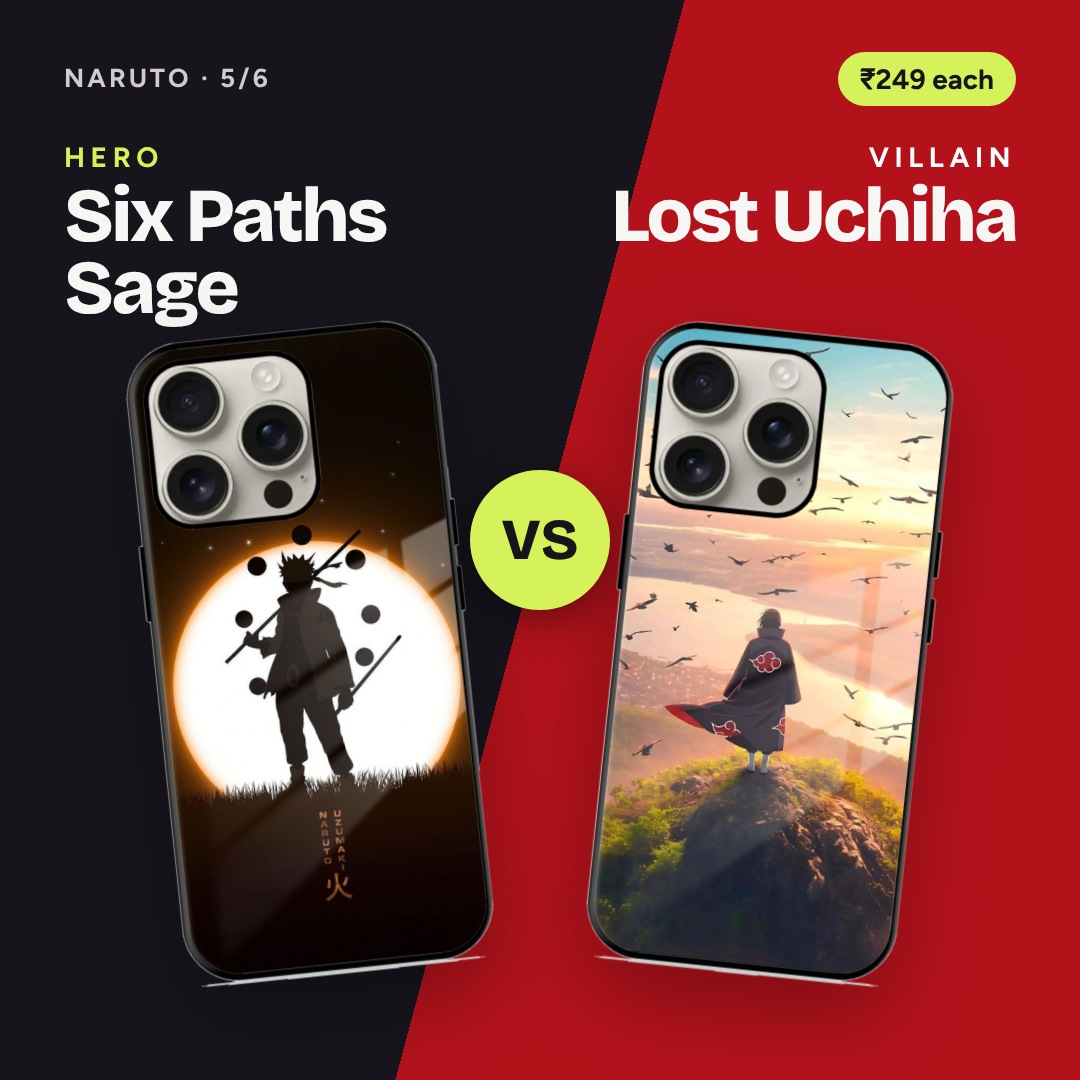 NARUTO · 5/6
₹249 each
HERO
Six Paths
Sage
VILLAIN
Lost Uchiha
VS
NARUTO
UZUMAKI
火